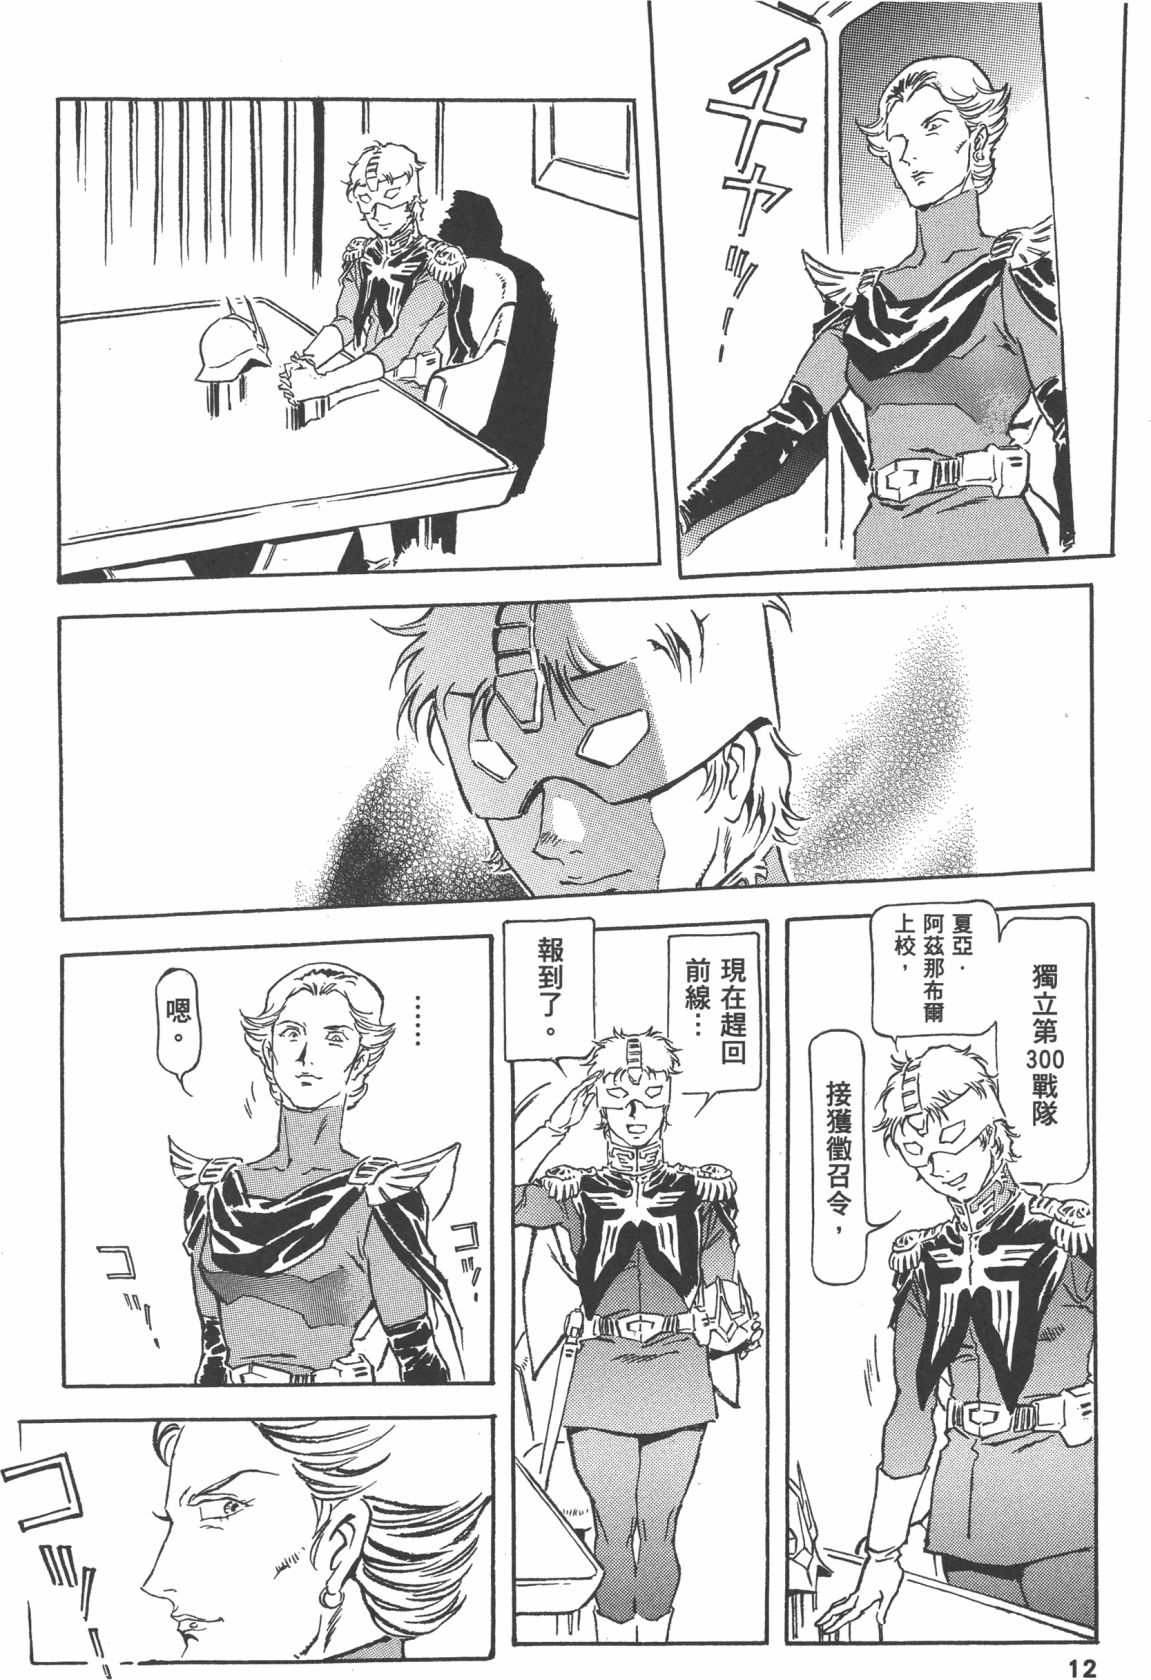 チャッ…
獨立第
300戰隊
夏亞．
阿茲那布爾
上校，
接獲徵召令，
現在趕回
前線…
報到了。
……
嗯。
コッ
コッ
コッ
12